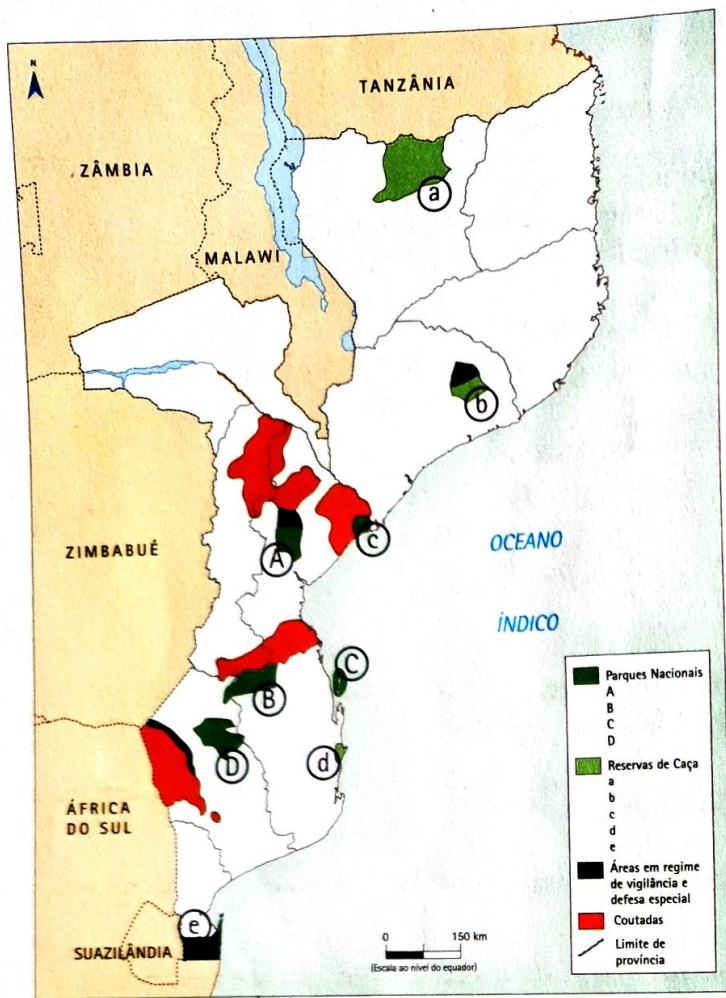 N
TANZÂNIA
ZÂMBIA
a
MALAWI
b
ZIMBABUÉ
A
c
OCEANO
ÍNDICO
C
B
D
d
ÁFRICA
DO SUL
e
SUAZILÂNDIA
0 150 km
(Escala ao nível do equador)
Parques Nacionais
A
B
C
D
Reservas de Caça
a
b
c
d
e
Áreas em regime
de vigilância e
defesa especial
Coutadas
Limite de
província